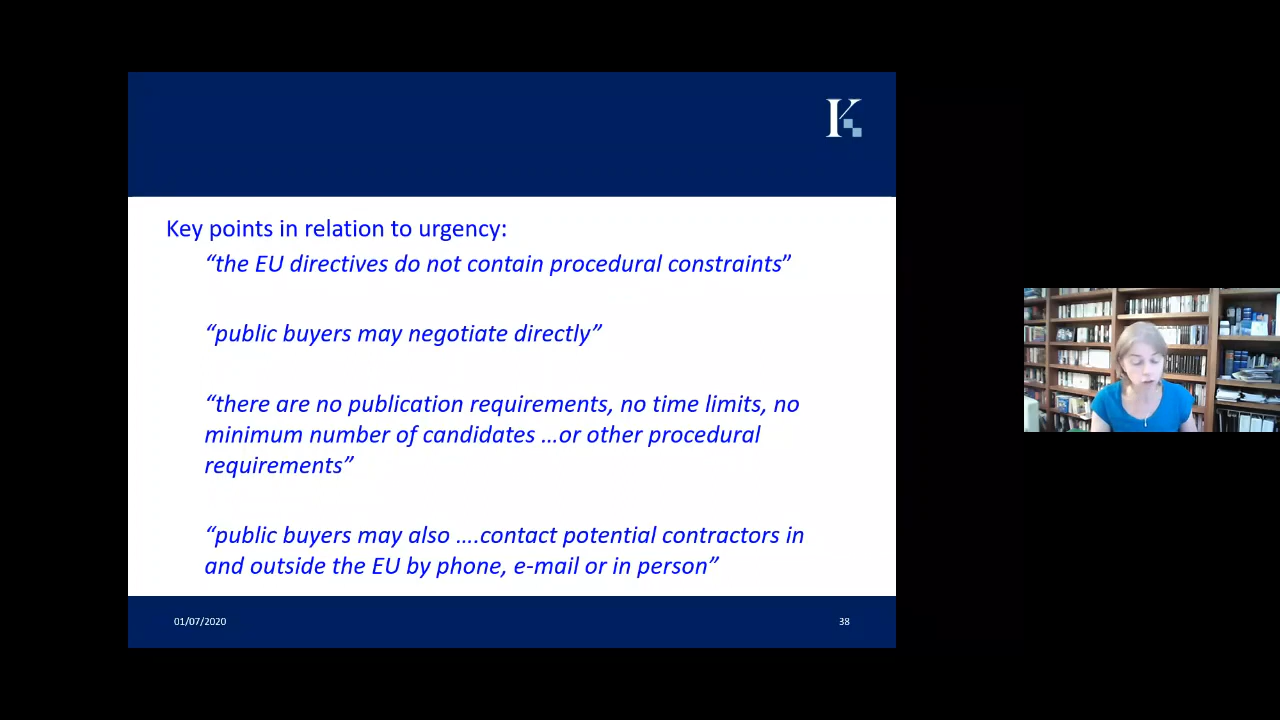 K
Key points in relation to urgency:
“the EU directives do not contain procedural constraints”
“public buyers may negotiate directly”
“there are no publication requirements, no time limits, no
minimum number of candidates …or other procedural
requirements”
“public buyers may also ….contact potential contractors in
and outside the EU by phone, e-mail or in person”
01/07/2020
38